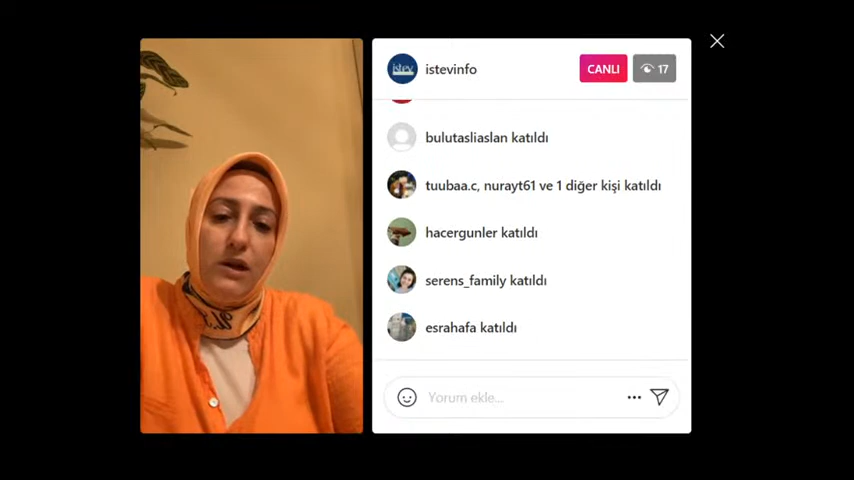 istev
istevinfo
CANLI
17
bulutasliaslan katıldı
tuubaa.c, nurayt61 ve 1 diğer kişi katıldı
hacergunler katıldı
serens_family katıldı
esrahafa katıldı
Yorum ekle...